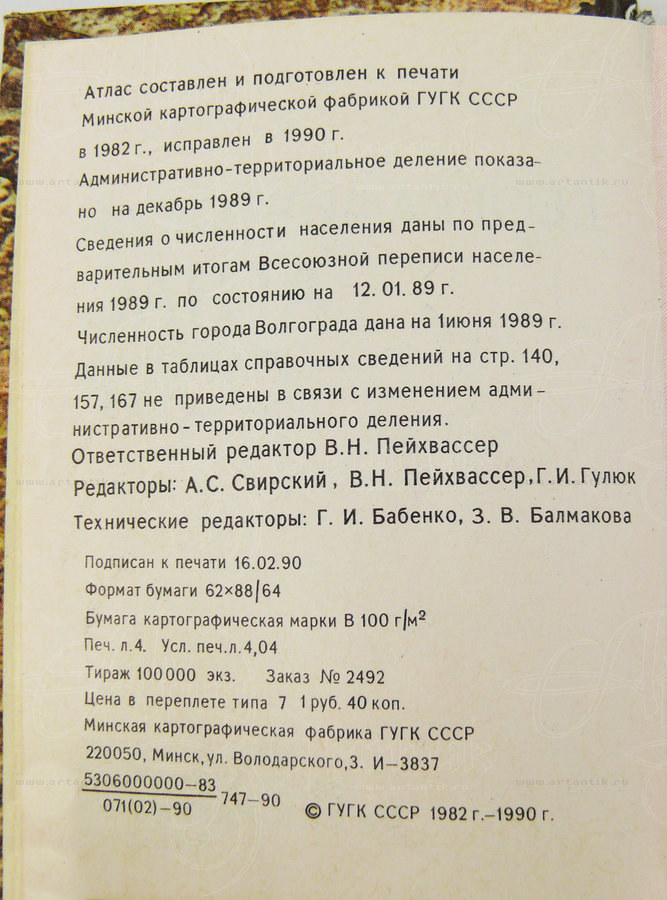 Атлас составлен и подготовлен к печати
Минской картографической фабрикой ГУГК СССР
в 1982 г., исправлен в 1990 г.
Административно-территориальное деление показа-
но на декабрь 1989 г.
Сведения о численности населения даны по пред-
варительным итогам Всесоюзной переписи населе-
ния 1989 г. по состоянию на 12. 01. 89 г.
Численность города Волгограда дана на 1июня 1989 г.
Данные в таблицах справочных сведений на стр. 140,
157, 167 не приведены в связи с изменением адми-
нистративно-территориального деления.
Ответственный редактор В.Н. Пейхвассер
Редакторы: А.С. Свирский, В.Н. Пейхвассер, Г.И. Гулюк
Технические редакторы: Г. И. Бабенко, З. В. Балмакова
Подписан к печати 16.02.90
Формат бумаги 62×88/64
Бумага картографическая марки В 100 г/м²
Печ. л.4. Усл. печ.л.4,04
Тираж 100000 экз. Заказ № 2492
Цена в переплете типа 7 1 руб. 40 коп.
Минская картографическая фабрика ГУГК СССР
220050, Минск, ул. Володарского,3. И-3837
5306000000-83
071(02)-90
747-90
© ГУГК СССР 1982 г.-1990 г.
www.artantik.ru